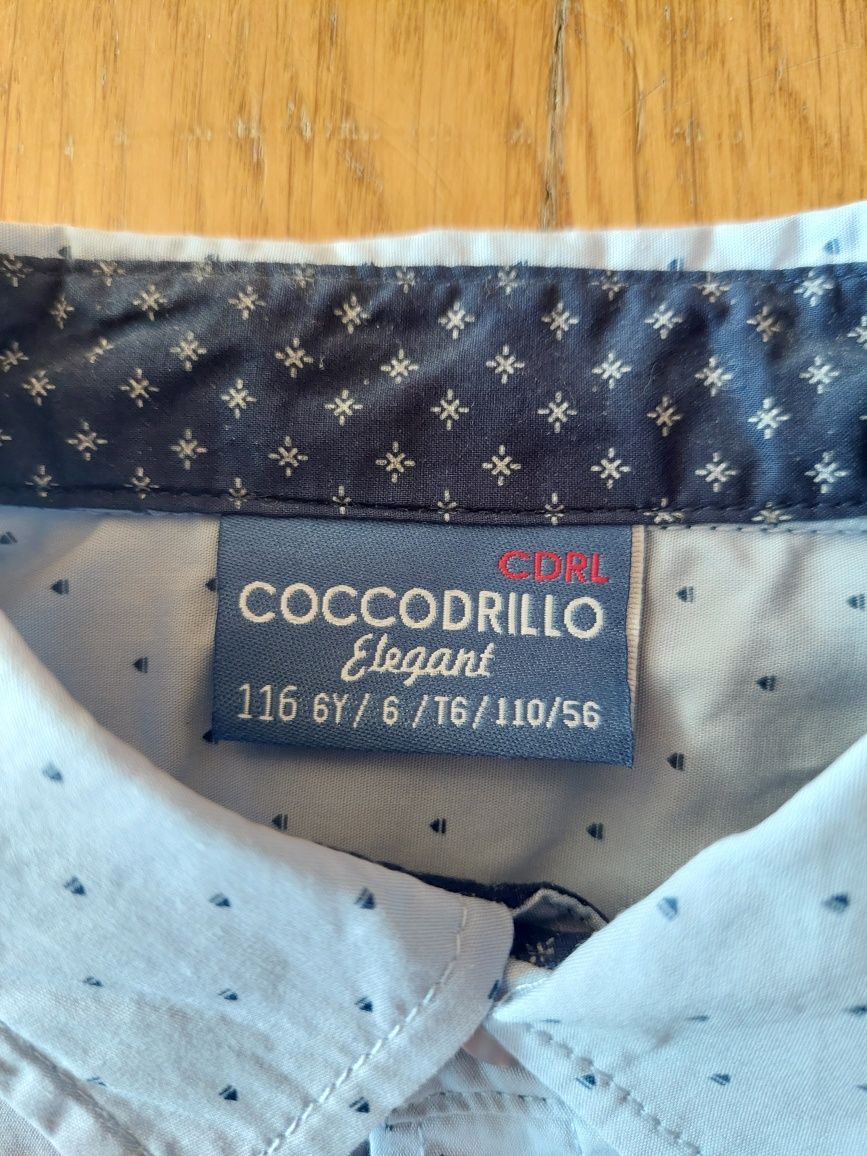 CDRL
COCCODRILLO
Elegant
116 6Y/ 6 /T6/110/56